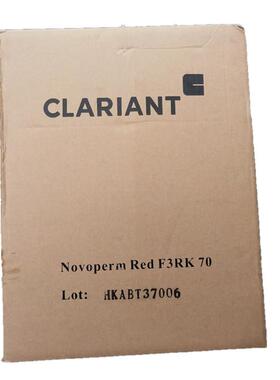 CLARIANT
Novoperm Red F3RK 70
Lot: HKABT37006